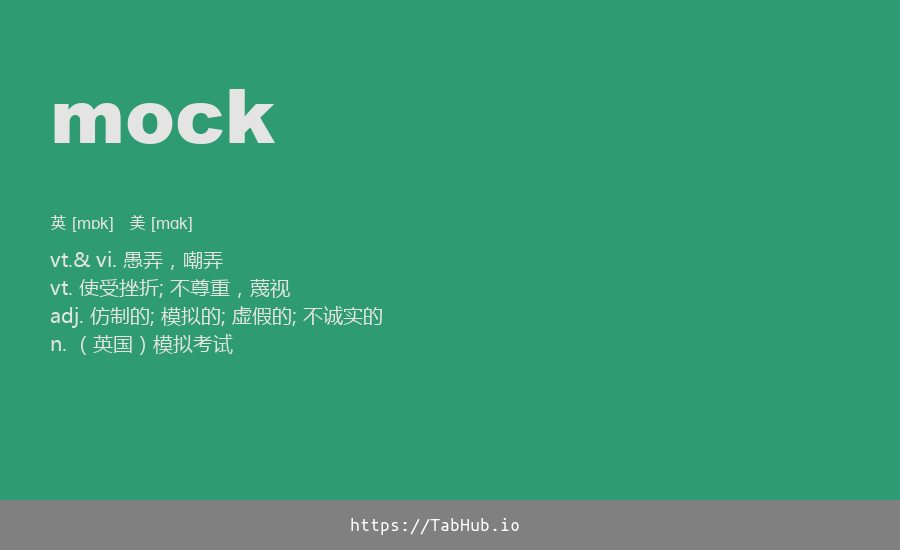 mock
英 [mɒk] 美 [mɑk]
vt.& vi. 愚弄，嘲弄
vt. 使受挫折; 不尊重，蔑视
adj. 仿制的; 模拟的; 虚假的; 不诚实的
n. （英国）模拟考试
https://TabHub.io